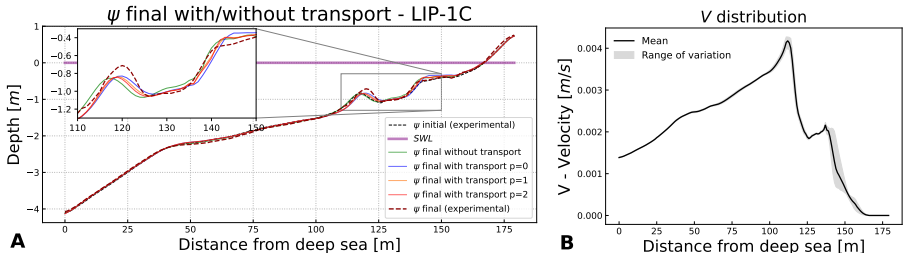 ψ final with/without transport - LIP-1C
Depth [m]
0
−1
−2
−3
−4
−0.4
−0.6
−0.8
−1.0
−1.2
110
120
130
140
150
ψ initial (experimental)
SWL
ψ final without transport
ψ final with transport p=0
ψ final with transport p=1
ψ final with transport p=2
ψ final (experimental)
0
25
50
75
100
125
150
175
Distance from deep sea [m]
A
V distribution
V - Velocity [m/s]
0.004
0.003
0.002
0.001
0.000
Mean
Range of variation
0
25
50
75
100
125
150
175
Distance from deep sea [m]
B